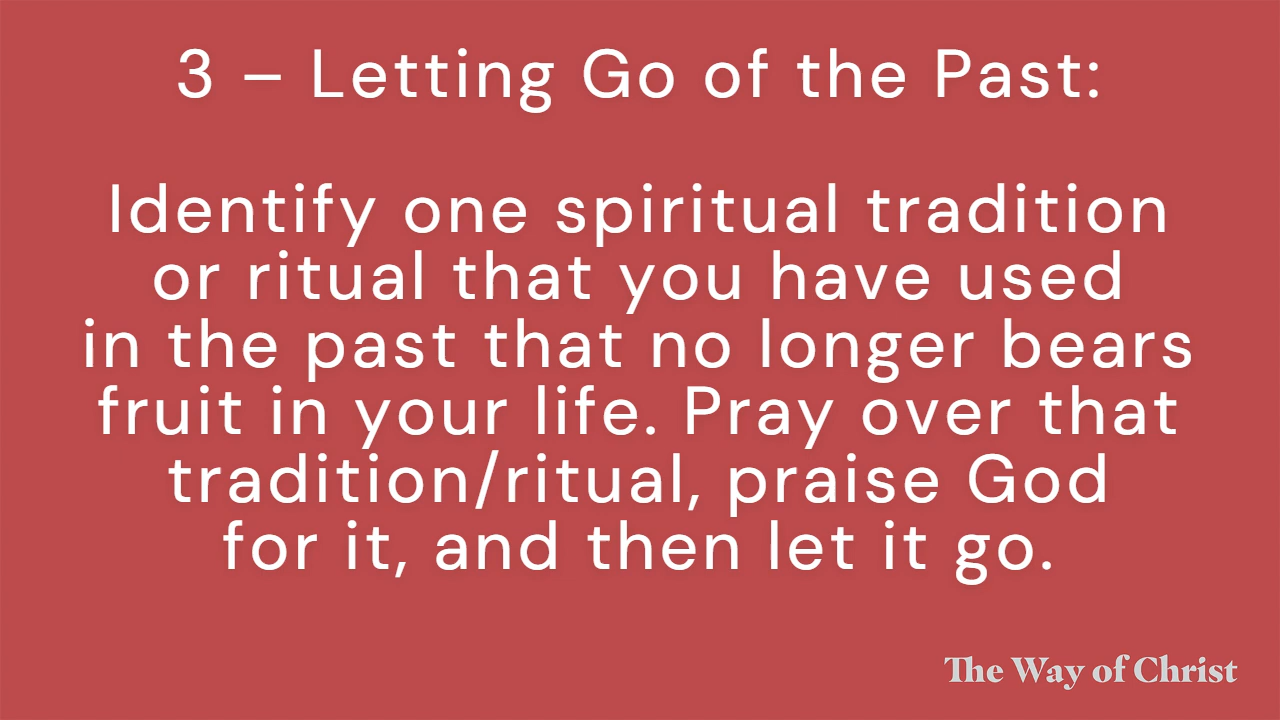 3 – Letting Go of the Past:
Identify one spiritual tradition
or ritual that you have used
in the past that no longer bears
fruit in your life. Pray over that
tradition/ritual, praise God
for it, and then let it go.
The Way of Christ